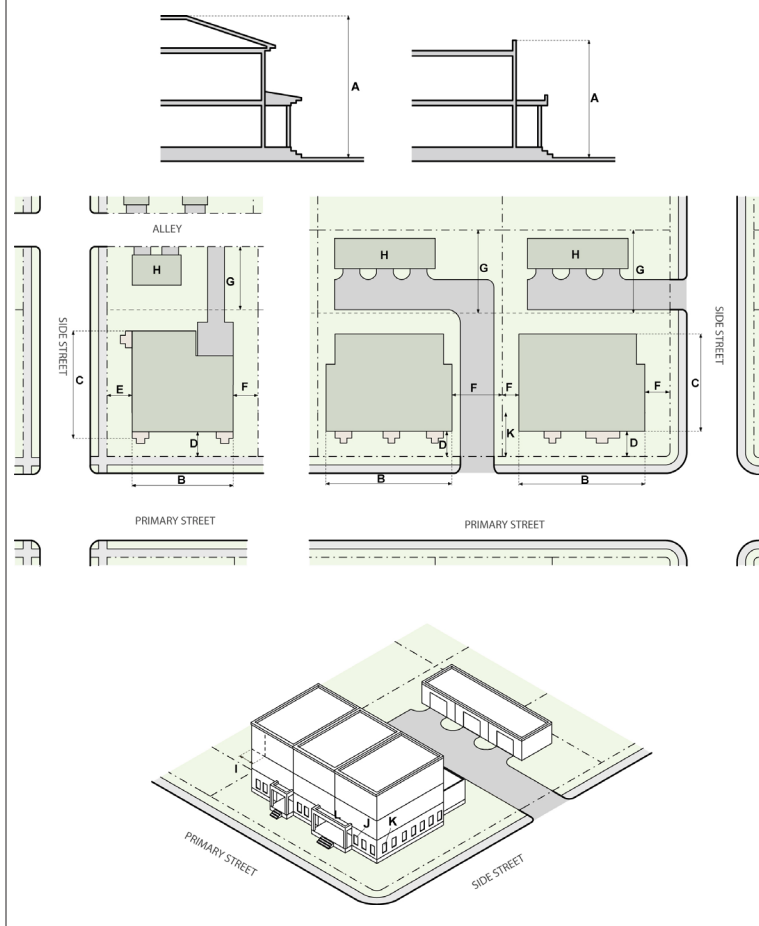 A
A
ALLEY
H
H
H
G
G
G
SIDE STREET
SIDE STREET
C
C
E
F
F
F
F
K
D
D
D
B
B
B
PRIMARY STREET
PRIMARY STREET
I
L
J
K
PRIMARY STREET
SIDE STREET